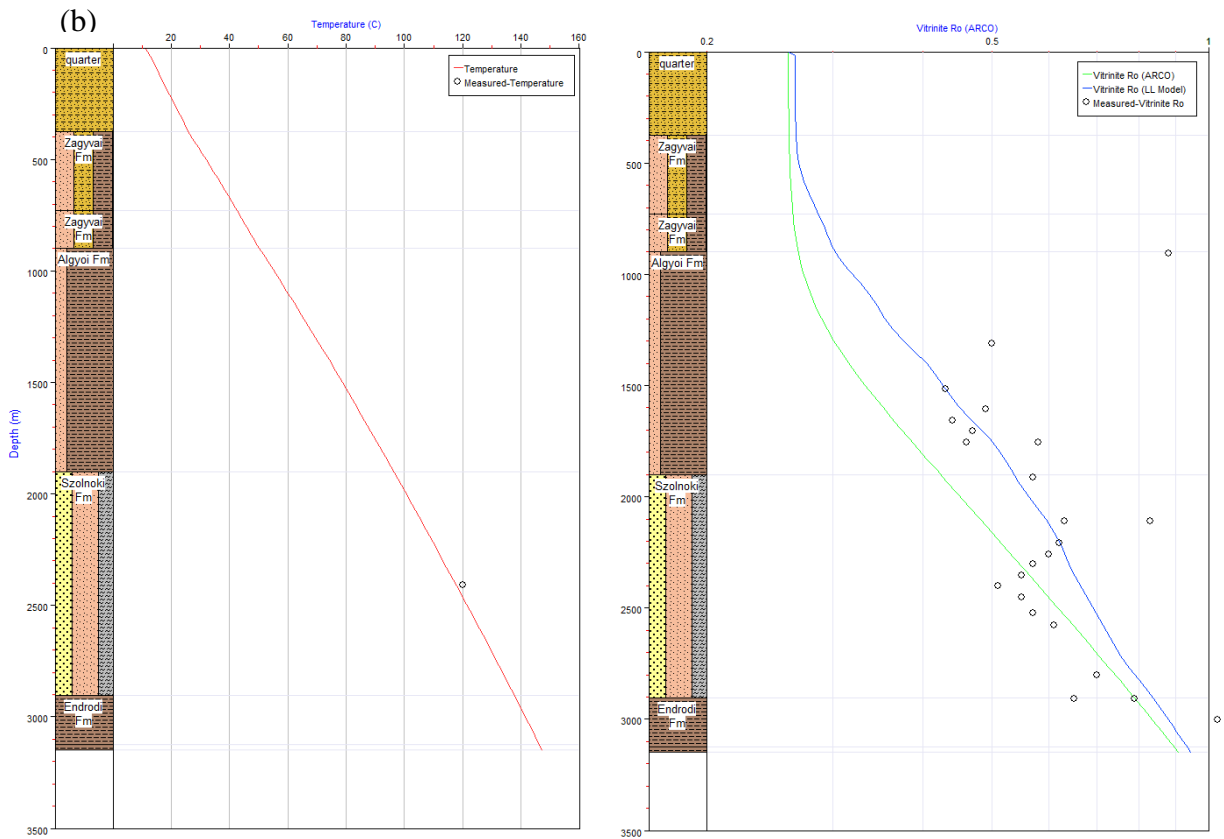 (b)
Temperature (C)
20
40
60
80
100
120
140
160
Temperature
Measured-Temperature
Depth (m)
0
500
1000
1500
2000
2500
3000
3500
quarter
Zagyvai
Fm
Zagyvai
Fm
Algyoi Fm
Szolnoki
Fm
Endrodi
Fm
Vitrinite Ro (ARCO)
0.2
0.5
1
Vitrinite Ro (ARCO)
Vitrinite Ro (LL Model)
Measured-Vitrinite Ro
0
500
1000
1500
2000
2500
3000
3500
quarter
Zagyvai
Fm
Zagyvai
Fm
Algyoi Fm
Szolnoki
Fm
Endrodi
Fm